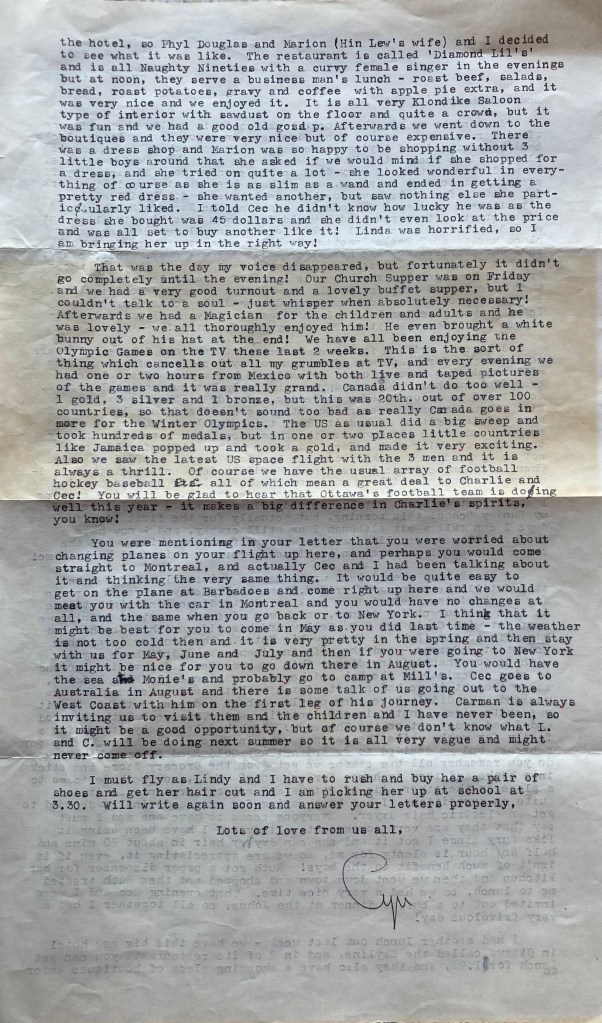 the hotel, so Phyl Douglas and Marion (Hin Lew's wife) and I decided
to see what it was like.  The restaurant is called 'Diamond Lil's'
and is all Naughty Nineties with a curvy female singer in the evenings
but at noon, they serve a business man's lunch - roast beef, salads,
bread, roast potatoes, gravy and coffee with apple pie extra, and it
was very nice and we enjoyed it.  It is all very Klondike Saloon
type of interior with sawdust on the floor and quite a crowd, but it
was fun and we had a good old gossip. Afterwards we went down to the
boutiques and they were very nice but of course expensive.  There
was a dress shop and Marion was so happy to be shopping without 3
little boys around that she asked if we would mind if she shopped for
a dress, and she tried on quite a lot - she looked wonderful in every-
thing of course as she is as slim as a wand and ended in getting a
pretty red dress - she wanted another, but saw nothing else she part-
icularly liked.  I told Cec he didn't know how lucky he was as the
dress she bought was 45 dollars and she didn't even look at the price
and was all set to buy another like it!  Linda was horrified, so I
am bringing her up in the right way!
That was the day my voice disappeared, but fortunately it didn't
go completely until the evening!  Our Church Supper was on Friday
and we had a very good turnout and a lovely buffet supper, but I
couldn't talk to a soul - just whisper when absolutely necessary!
Afterwards we had a Magician  for the children and adults and he
was lovely - we all thoroughly enjoyed him!  He even brought a white
bunny out of his hat at the end!  We have all been enjoying the
Olympic Games on the TV these last 2 weeks.  This is the sort of
thing which cancells out all my grumbles at TV, and every evening we
had one or two hours from Mexico with both live and taped pictures
of the games and it was really grand.  Canada didn't do too well -
1 gold, 3 silver and 1 bronze, but this was 20th. out of over 100
countries, so that doesn't sound too bad as really Canada goes in
more for the Winter Olympics.  The US as usual did a big sweep and
took hundreds of medals, but in one or two places little countries
like Jamaica popped up and took a gold, and made it very exciting.
Also we saw the latest US space flight with the 3 men and it is
always a thrill.  Of course we have the usual array of football
hockey baseball etc. all of which mean a great deal to Charlie and
Cec!  You will be glad to hear that Ottawa's football team is doing
well this year - it makes a big difference in Charlie's spirits,
you know!
You were mentioning in your letter that you were worried about
changing planes on your flight up here, and perhaps you would come
straight to Montreal, and actually Cec and I had been talking about
it and thinking the very same thing.  It would be quite easy to
get on the plane at Barbadoes and come right up here and we would
meet you with the car in Montreal and you would have no changes at
all, and the same when you go back or to New York.  I think that it
might be best for you to come in May as you did last time - the weather
is not too cold then and it is very pretty in the spring and then stay
with us for May, June and  July and then if you were going to New York
it might be nice for you to go down there in August.  You would have
the sea and Monie's and probably go to camp at Mill's.  Cec goes to
Australia in August and there is some talk of us going out to the
West Coast with him on the first leg of his journey.  Carman is always
inviting us to visit them and the children and I have never been, so
it might be a good opportunity, but of course we don't know what L.
and C. will be doing next summer so it is all very vague and might
never come off.
I must fly as Lindy and I have to rush and buy her a pair of
shoes and get her hair cut and I am picking her up at school at
3.30.  Will write again soon and answer your letters properly,
Lots of love from us all,
Cyn